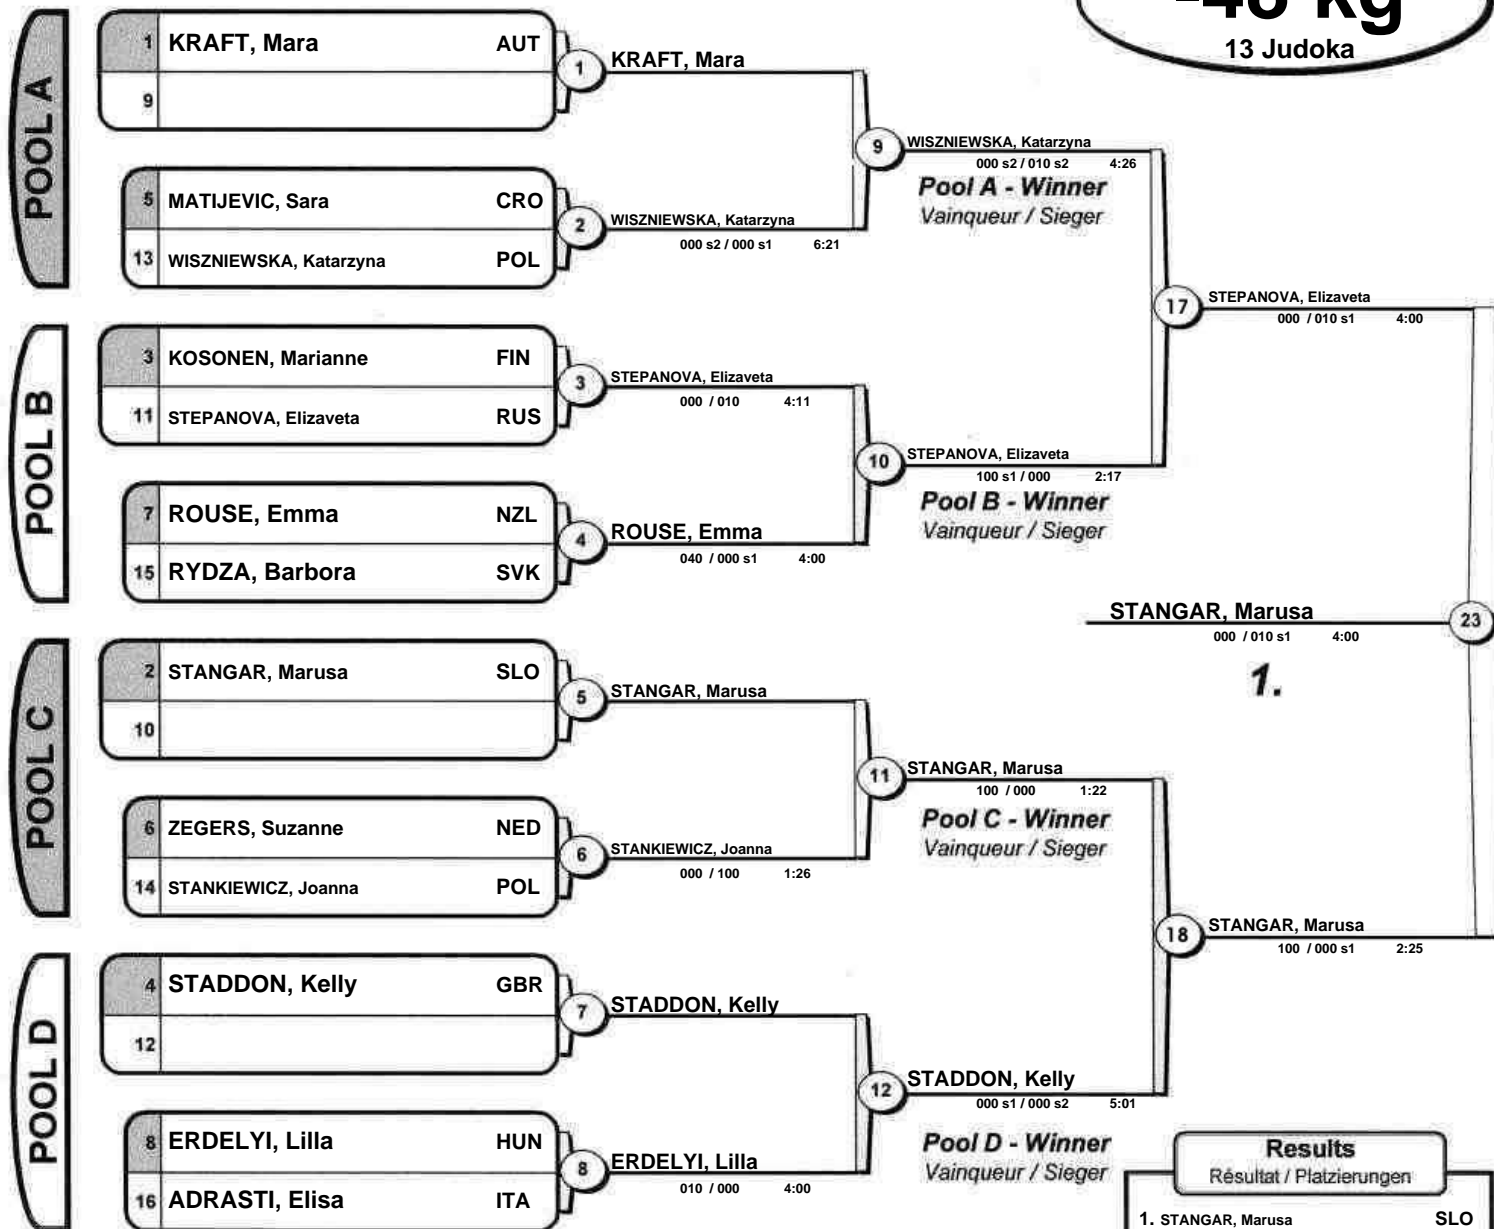 -48 kg
13 Judoka
POOL A
1 KRAFT, Mara AUT
9
1 KRAFT, Mara
5 MATIJEVIC, Sara CRO
13 WISZNIEWSKA, Katarzyna POL
2 WISZNIEWSKA, Katarzyna
000 s2 / 000 s1 6:21
9 WISZNIEWSKA, Katarzyna
000 s2 / 010 s2 4:26
Pool A - Winner
Vainqueur / Sieger
POOL B
3 KOSONEN, Marianne FIN
11 STEPANOVA, Elizaveta RUS
3 STEPANOVA, Elizaveta
000 / 010 4:11
7 ROUSE, Emma NZL
15 RYDZA, Barbora SVK
4 ROUSE, Emma
040 / 000 s1 4:00
10 STEPANOVA, Elizaveta
100 s1 / 000 2:17
Pool B - Winner
Vainqueur / Sieger
17 STEPANOVA, Elizaveta
000 / 010 s1 4:00
STANGAR, Marusa 23
000 / 010 s1 4:00
1.
POOL C
2 STANGAR, Marusa SLO
10
5 STANGAR, Marusa
6 ZEGERS, Suzanne NED
14 STANKIEWICZ, Joanna POL
6 STANKIEWICZ, Joanna
000 / 100 1:26
11 STANGAR, Marusa
100 / 000 1:22
Pool C - Winner
Vainqueur / Sieger
18 STANGAR, Marusa
100 / 000 s1 2:25
POOL D
4 STADDON, Kelly GBR
12
7 STADDON, Kelly
8 ERDELYI, Lilla HUN
16 ADRASTI, Elisa ITA
8 ERDELYI, Lilla
010 / 000 4:00
12 STADDON, Kelly
000 s1 / 000 s2 5:01
Pool D - Winner
Vainqueur / Sieger
Results
Résultat / Platzierungen
1. STANGAR, Marusa SLO